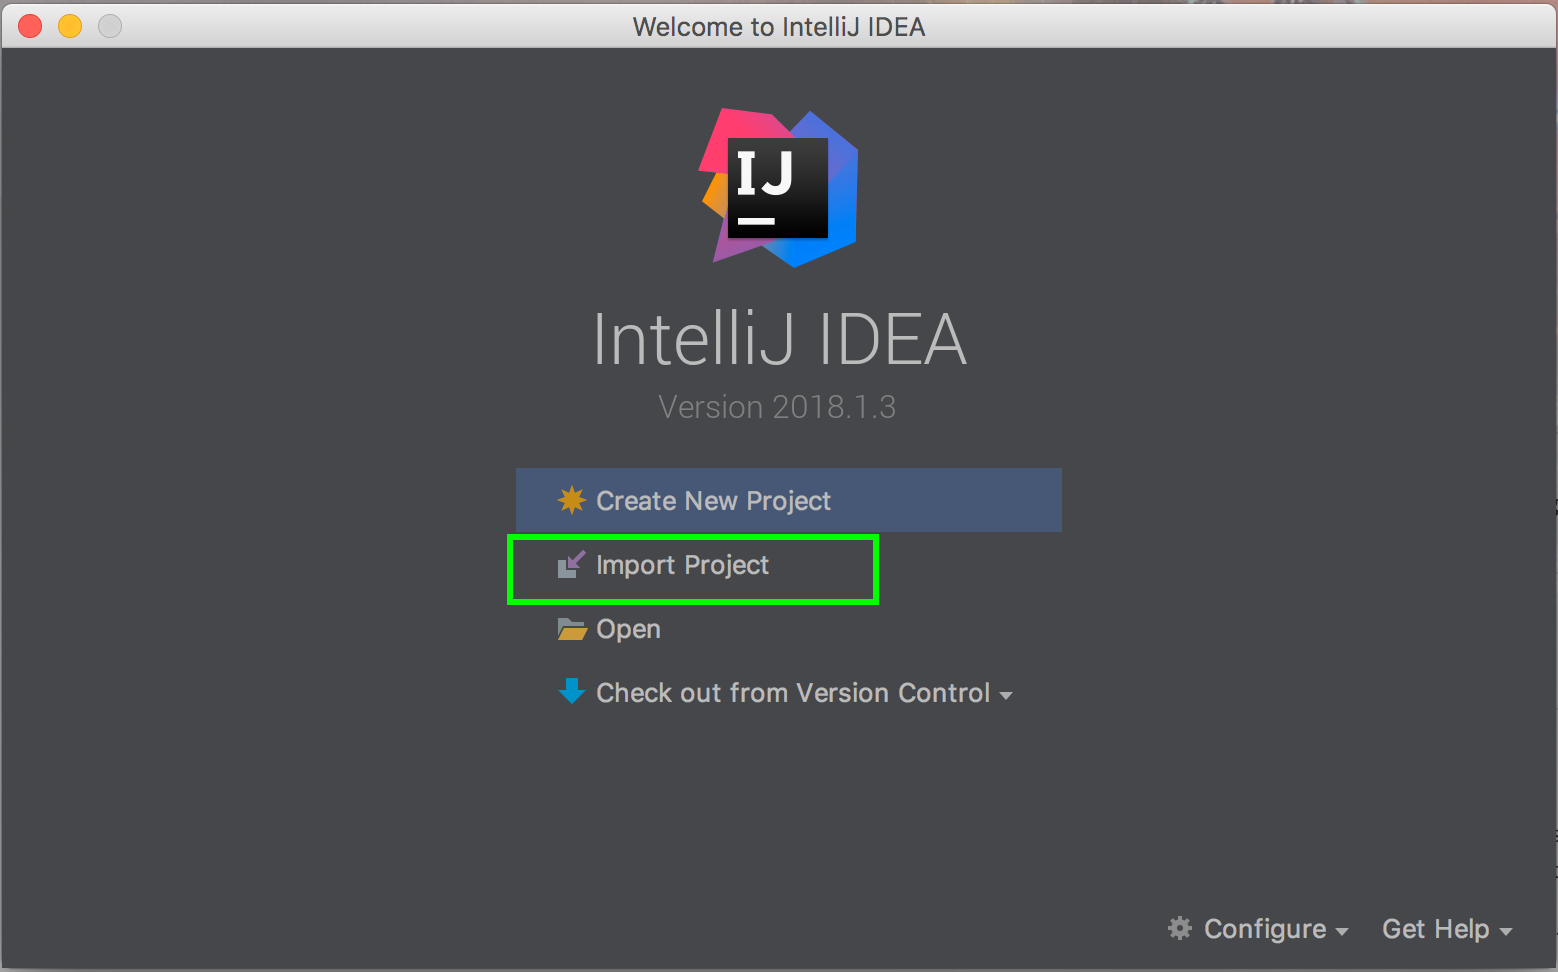 Welcome to IntelliJ IDEA
IJ
IntelliJ IDEA
Version 2018.1.3
Create New Project
Import Project
Open
Check out from Version Control
Configure
Get Help